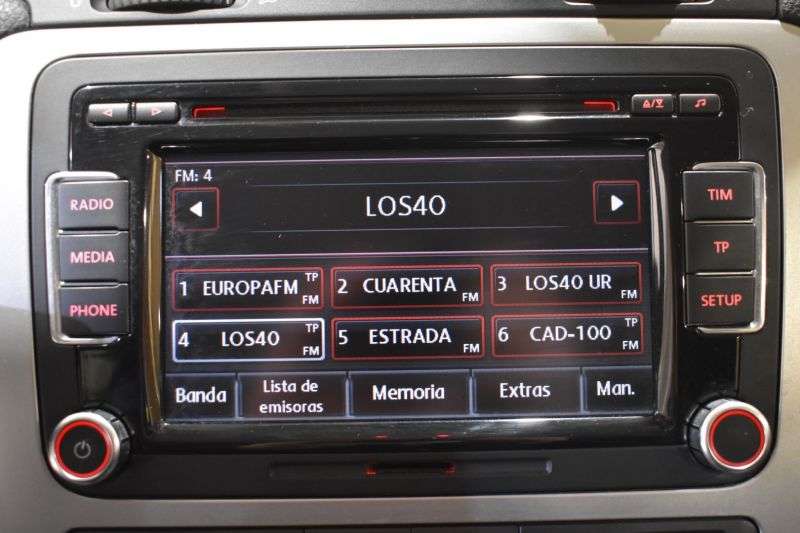 FM: 4
LOS40
RADIO
MEDIA
PHONE
TIM
TP
SETUP
1 EUROPAFM TP FM
2 CUARENTA FM
3 LOS40 UR FM
4 LOS40 TP FM
5 ESTRADA FM
6 CAD-100 TP FM
Banda
Lista de
emisoras
Memoria
Extras
Man.